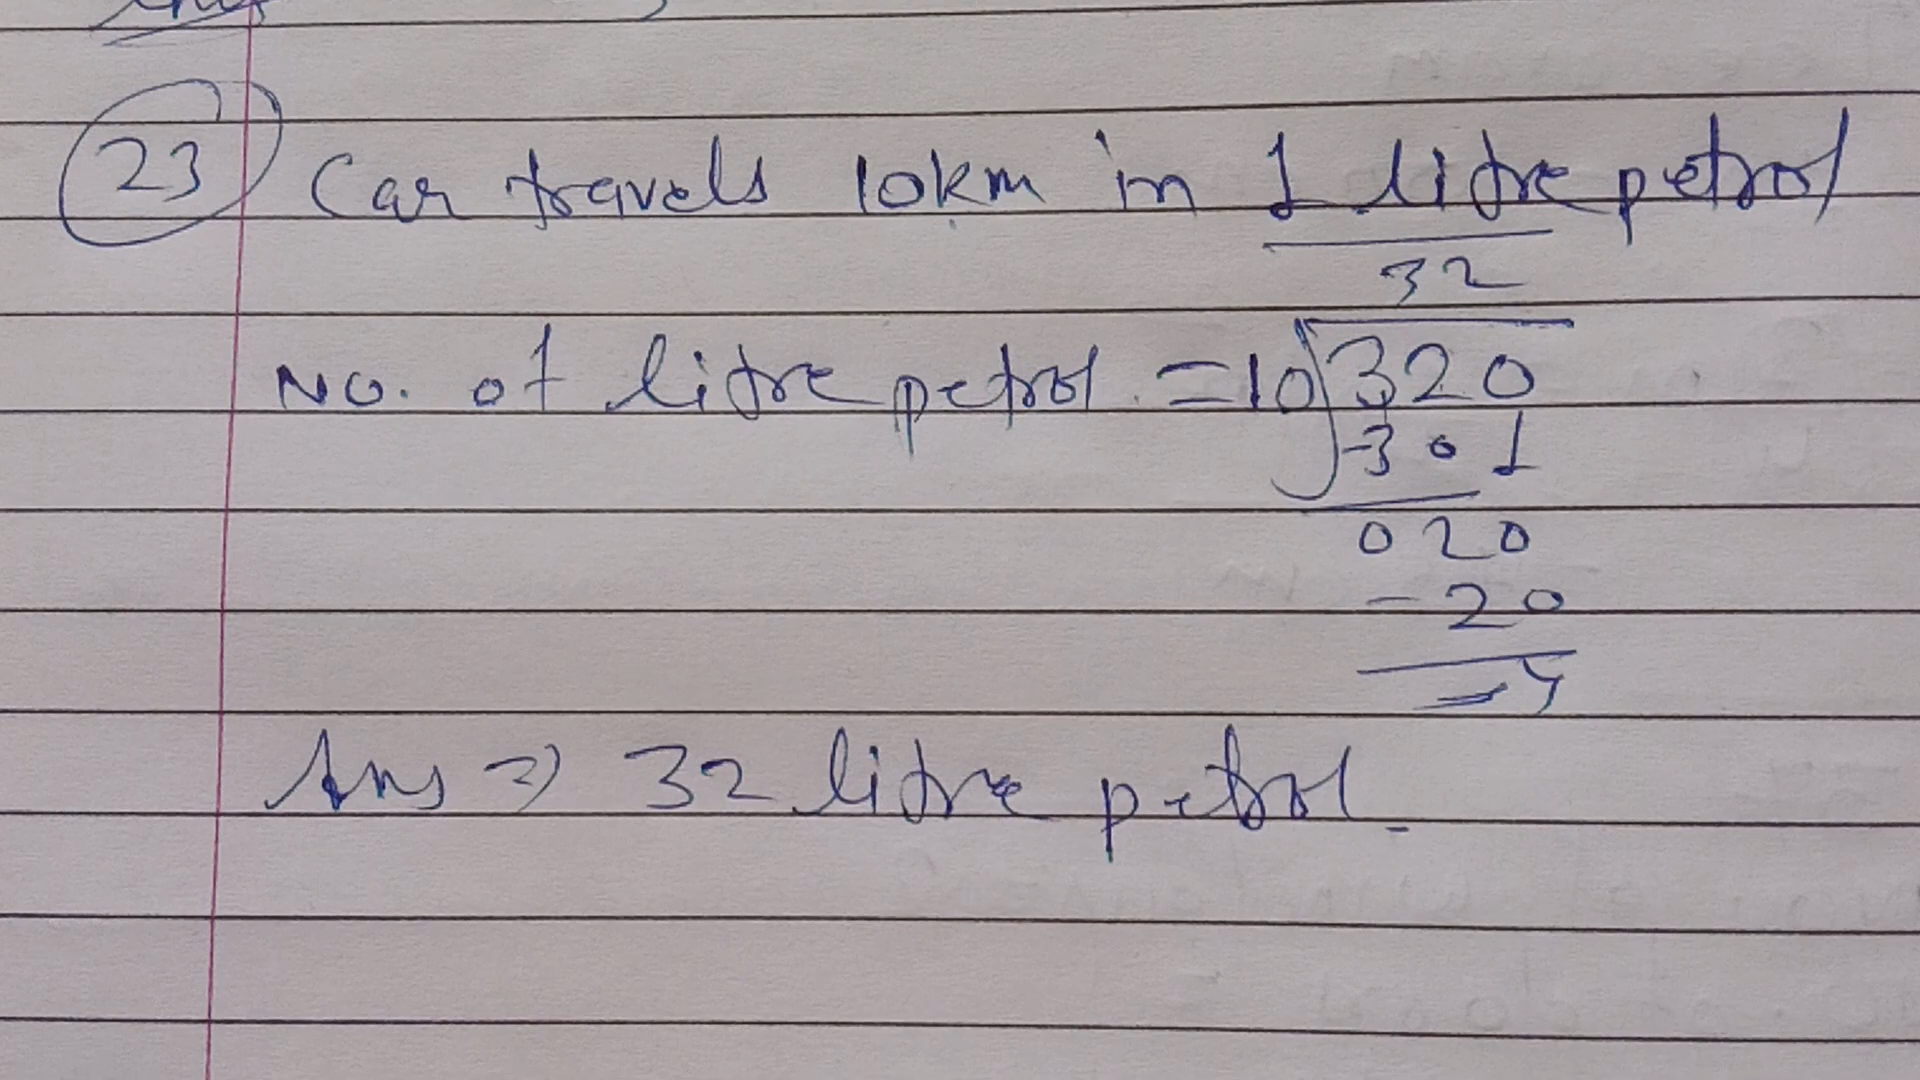 23 Car travels 10km in 1 litre petrol
32
No. of litre petrol = 10)320
-30↓
020
-20
Ans ⇒ 32 litre petrol.